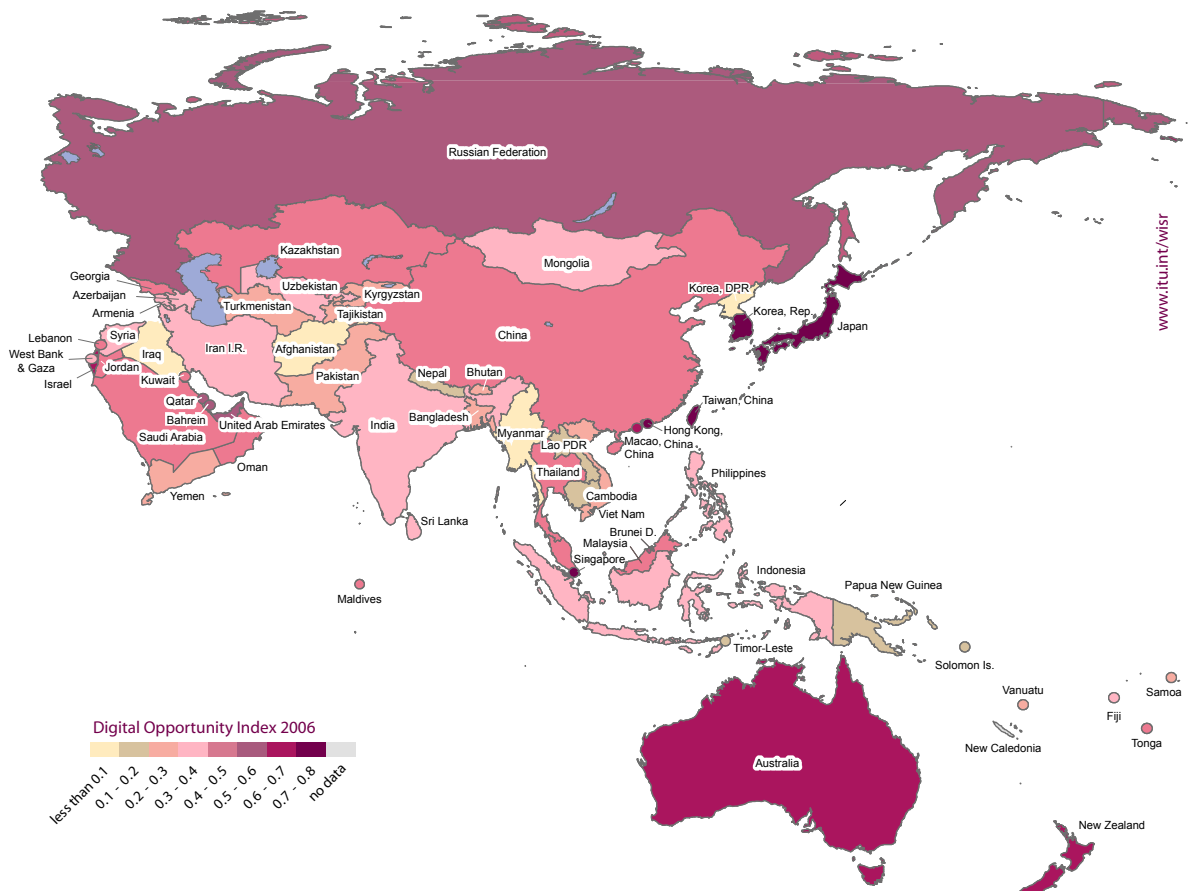 Russian Federation
www.itu.int/wisr
Kazakhstan
Mongolia
Georgia
Azerbaijan
Armenia
Uzbekistan
Kyrgyzstan
Turkmenistan
Tajikistan
Korea, DPR
Korea, Rep.
Japan
Lebanon
Syria
West Bank
& Gaza
Iraq
Iran I.R.
Afghanistan
China
Israel
Jordan
Kuwait
Pakistan
Nepal
Bhutan
Qatar
Bahrein
United Arab Emirates
Saudi Arabia
Bangladesh
India
Myanmar
Lao PDR
Taiwan, China
Hong Kong,
China
Macao,
China
Oman
Yemen
Thailand
Cambodia
Viet Nam
Philippines
Sri Lanka
Brunei D.
Malaysia
Singapore
Maldives
Indonesia
Papua New Guinea
Timor-Leste
Solomon Is.
Vanuatu
Samoa
Fiji
Tonga
New Caledonia
Australia
New Zealand
Digital Opportunity Index 2006
less than 0.1
0.1 - 0.2
0.2 - 0.3
0.3 - 0.4
0.4 - 0.5
0.5 - 0.6
0.6 - 0.7
0.7 - 0.8
no data